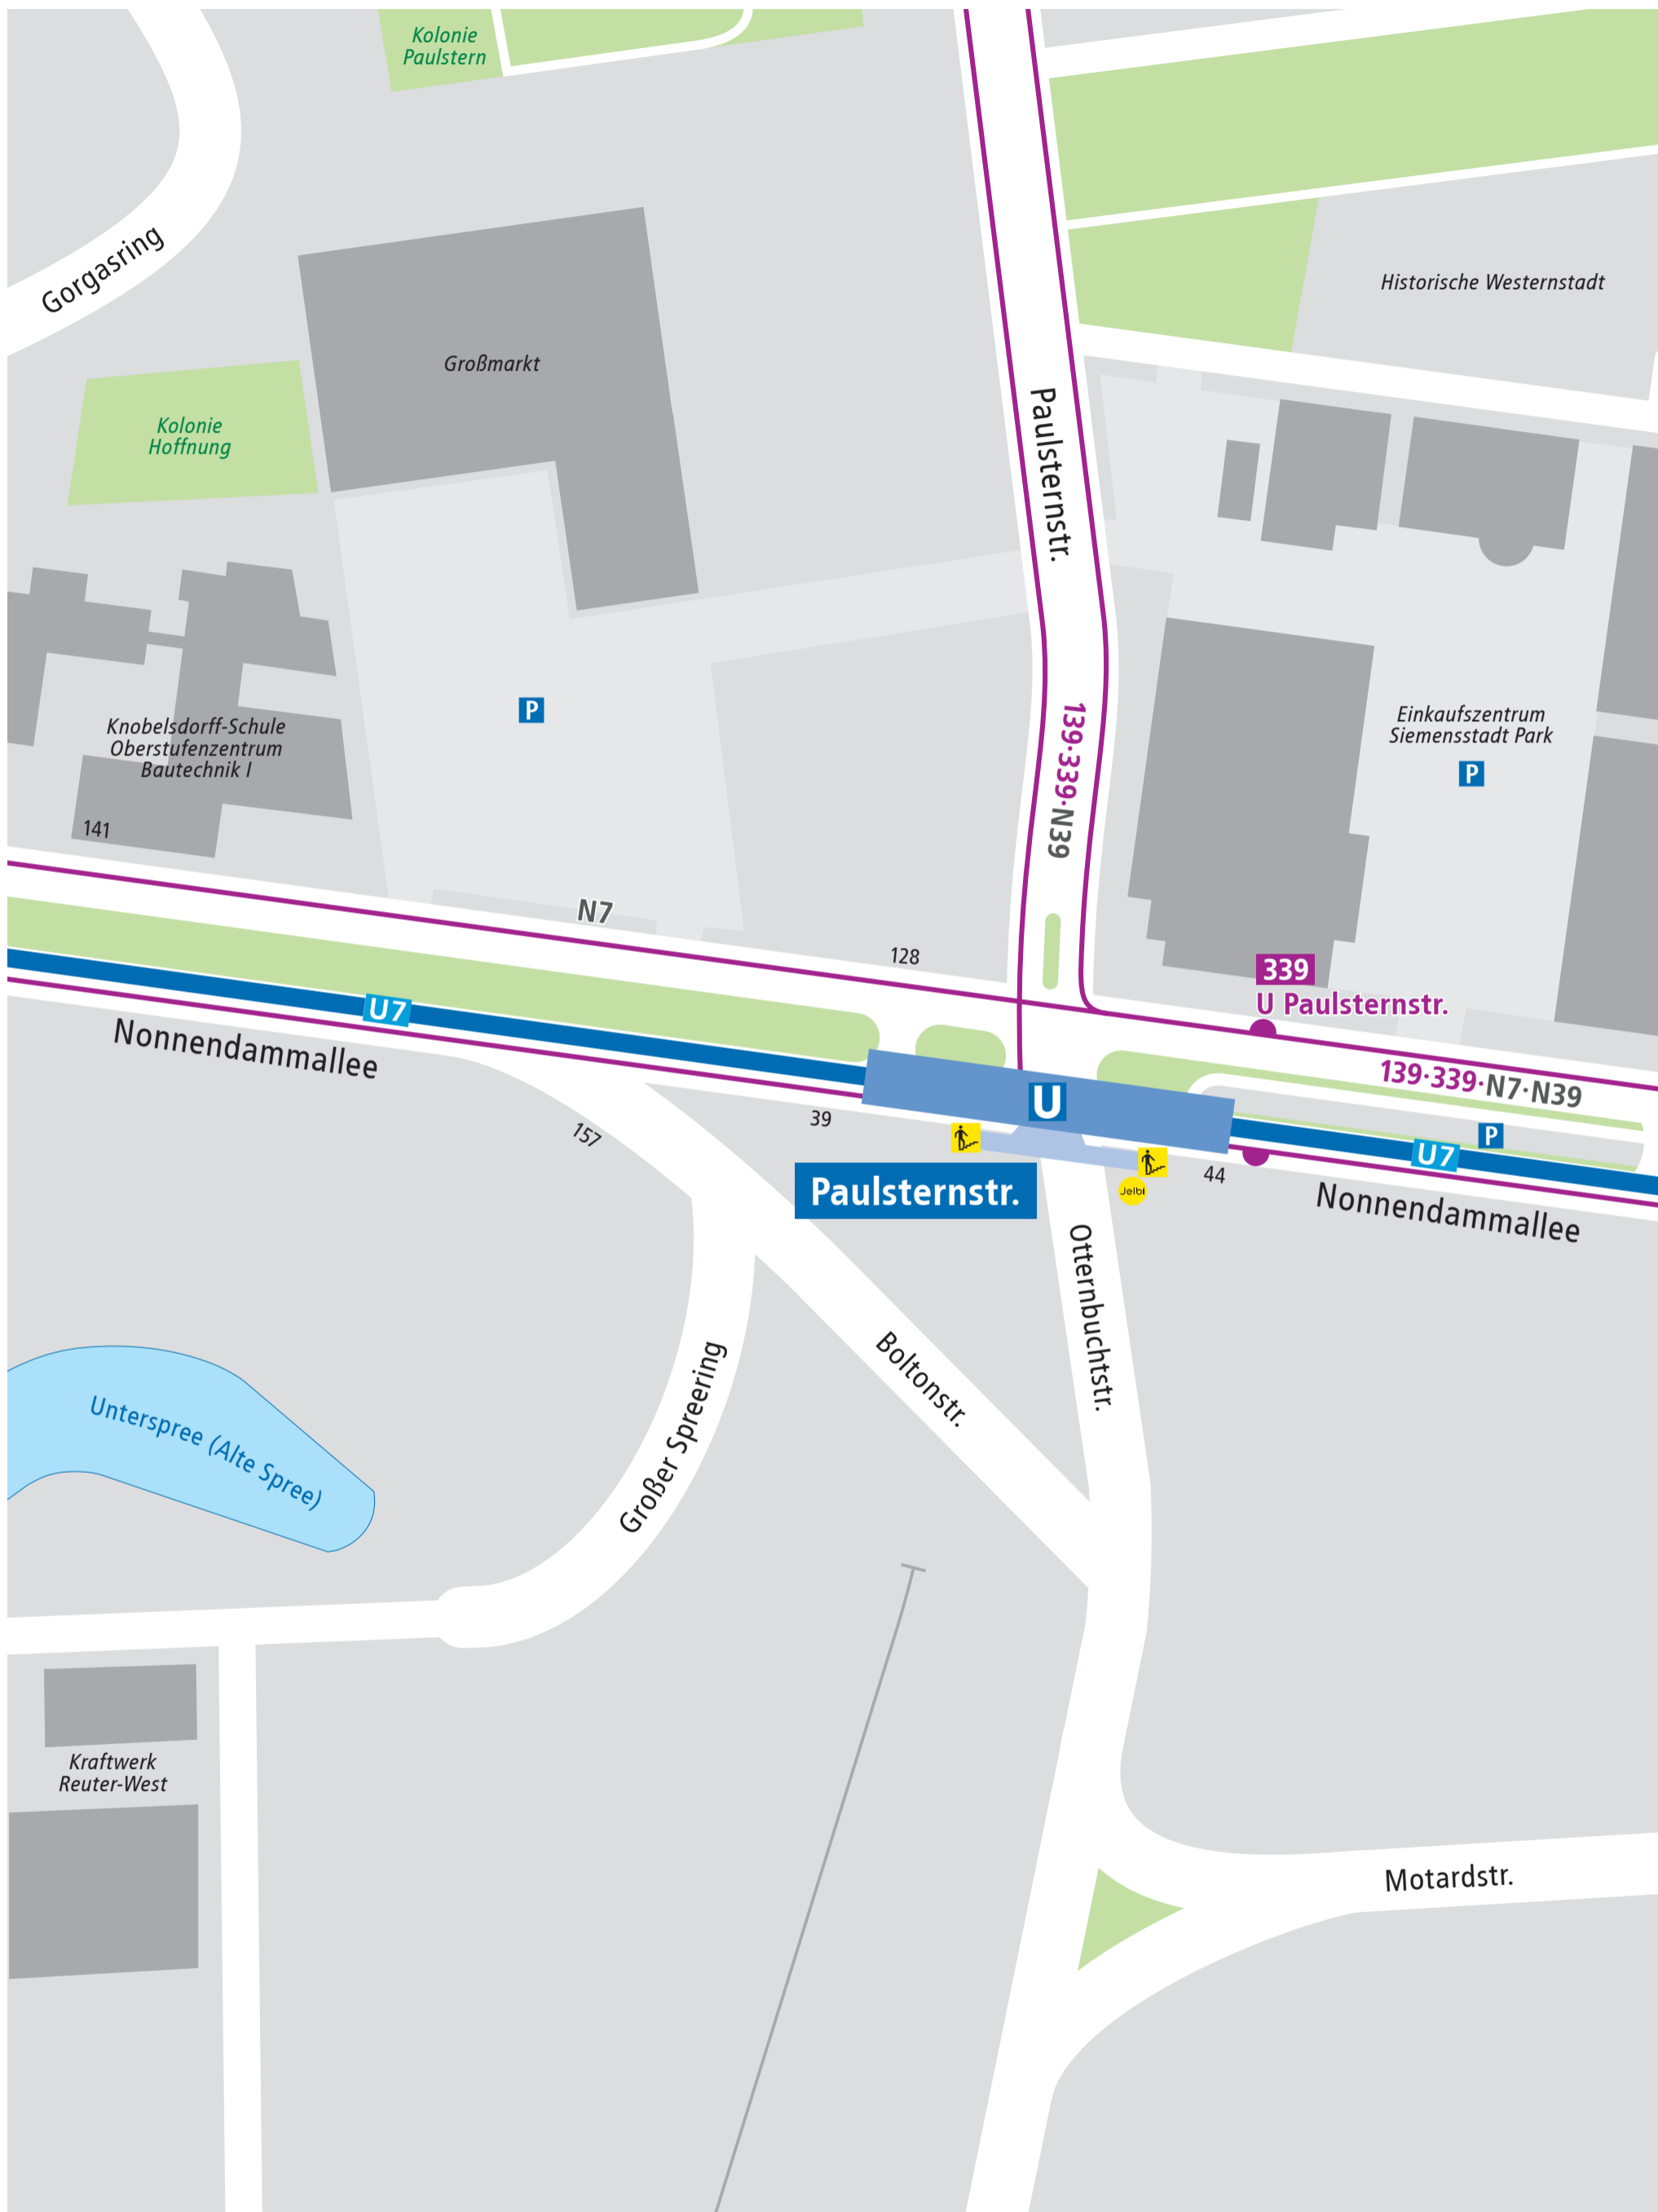 Kolonie
Paulstern
Gorgasring
Historische Westernstadt
Großmarkt
Kolonie
Hoffnung
Paulsternstr.
P
139·339·N39
Knobelsdorff-Schule
Oberstufenzentrum
Bautechnik I
Einkaufszentrum
Siemensstadt Park
P
141
N7
128
339
U Paulsternstr.
U7
Nonnendammallee
139·339·N7·N39
U
39
157
P
U7
44
Paulsternstr.
Jelbi
Nonnendammallee
Otternbuchtstr.
Boltonstr.
Großer Spreering
Unterspree (Alte Spree)
Kraftwerk
Reuter-West
Motardstr.